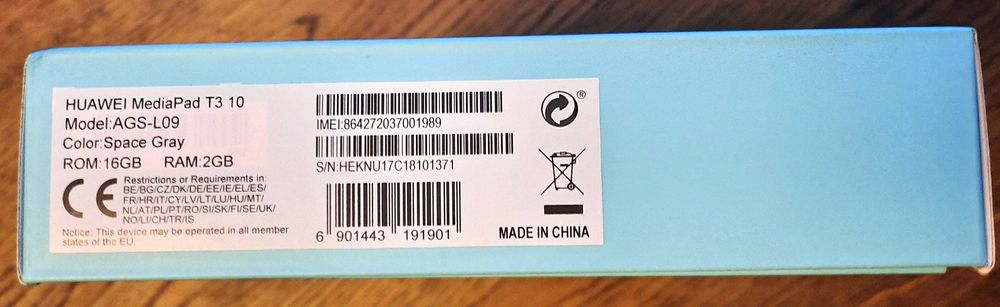 HUAWEI MediaPad T3 10
Model:AGS-L09
Color:Space Gray
ROM:16GB RAM:2GB
CE
Restrictions or Requirements in:
BE/BG/CZ/DK/DE/EE/IE/EL/ES/
FR/HR/IT/CY/LV/LT/LU/HU/MT/
NL/AT/PL/PT/RO/SI/SK/FI/SE/UK/
NO/LI/CH/TR/IS
Notice: This device may be operated in all member
states of the EU.
IMEI:864272037001989
S/N:HEKNU17C18101371
6 901443 191901
®
MADE IN CHINA